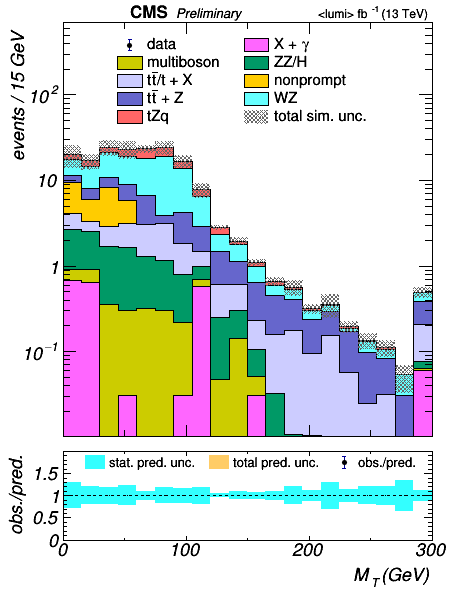 CMS Preliminary <lumi> fb⁻¹ (13 TeV)
events / 15 GeV
data
X + γ
multiboson
ZZ/H
tt̄/t + X
nonprompt
tt̄ + Z
WZ
tZq
total sim. unc.
10²
10
1
10⁻¹
obs./pred.
stat. pred. unc. total pred. unc. obs./pred.
1.5
1
0.5
0
0 100 200 300
M_T (GeV)